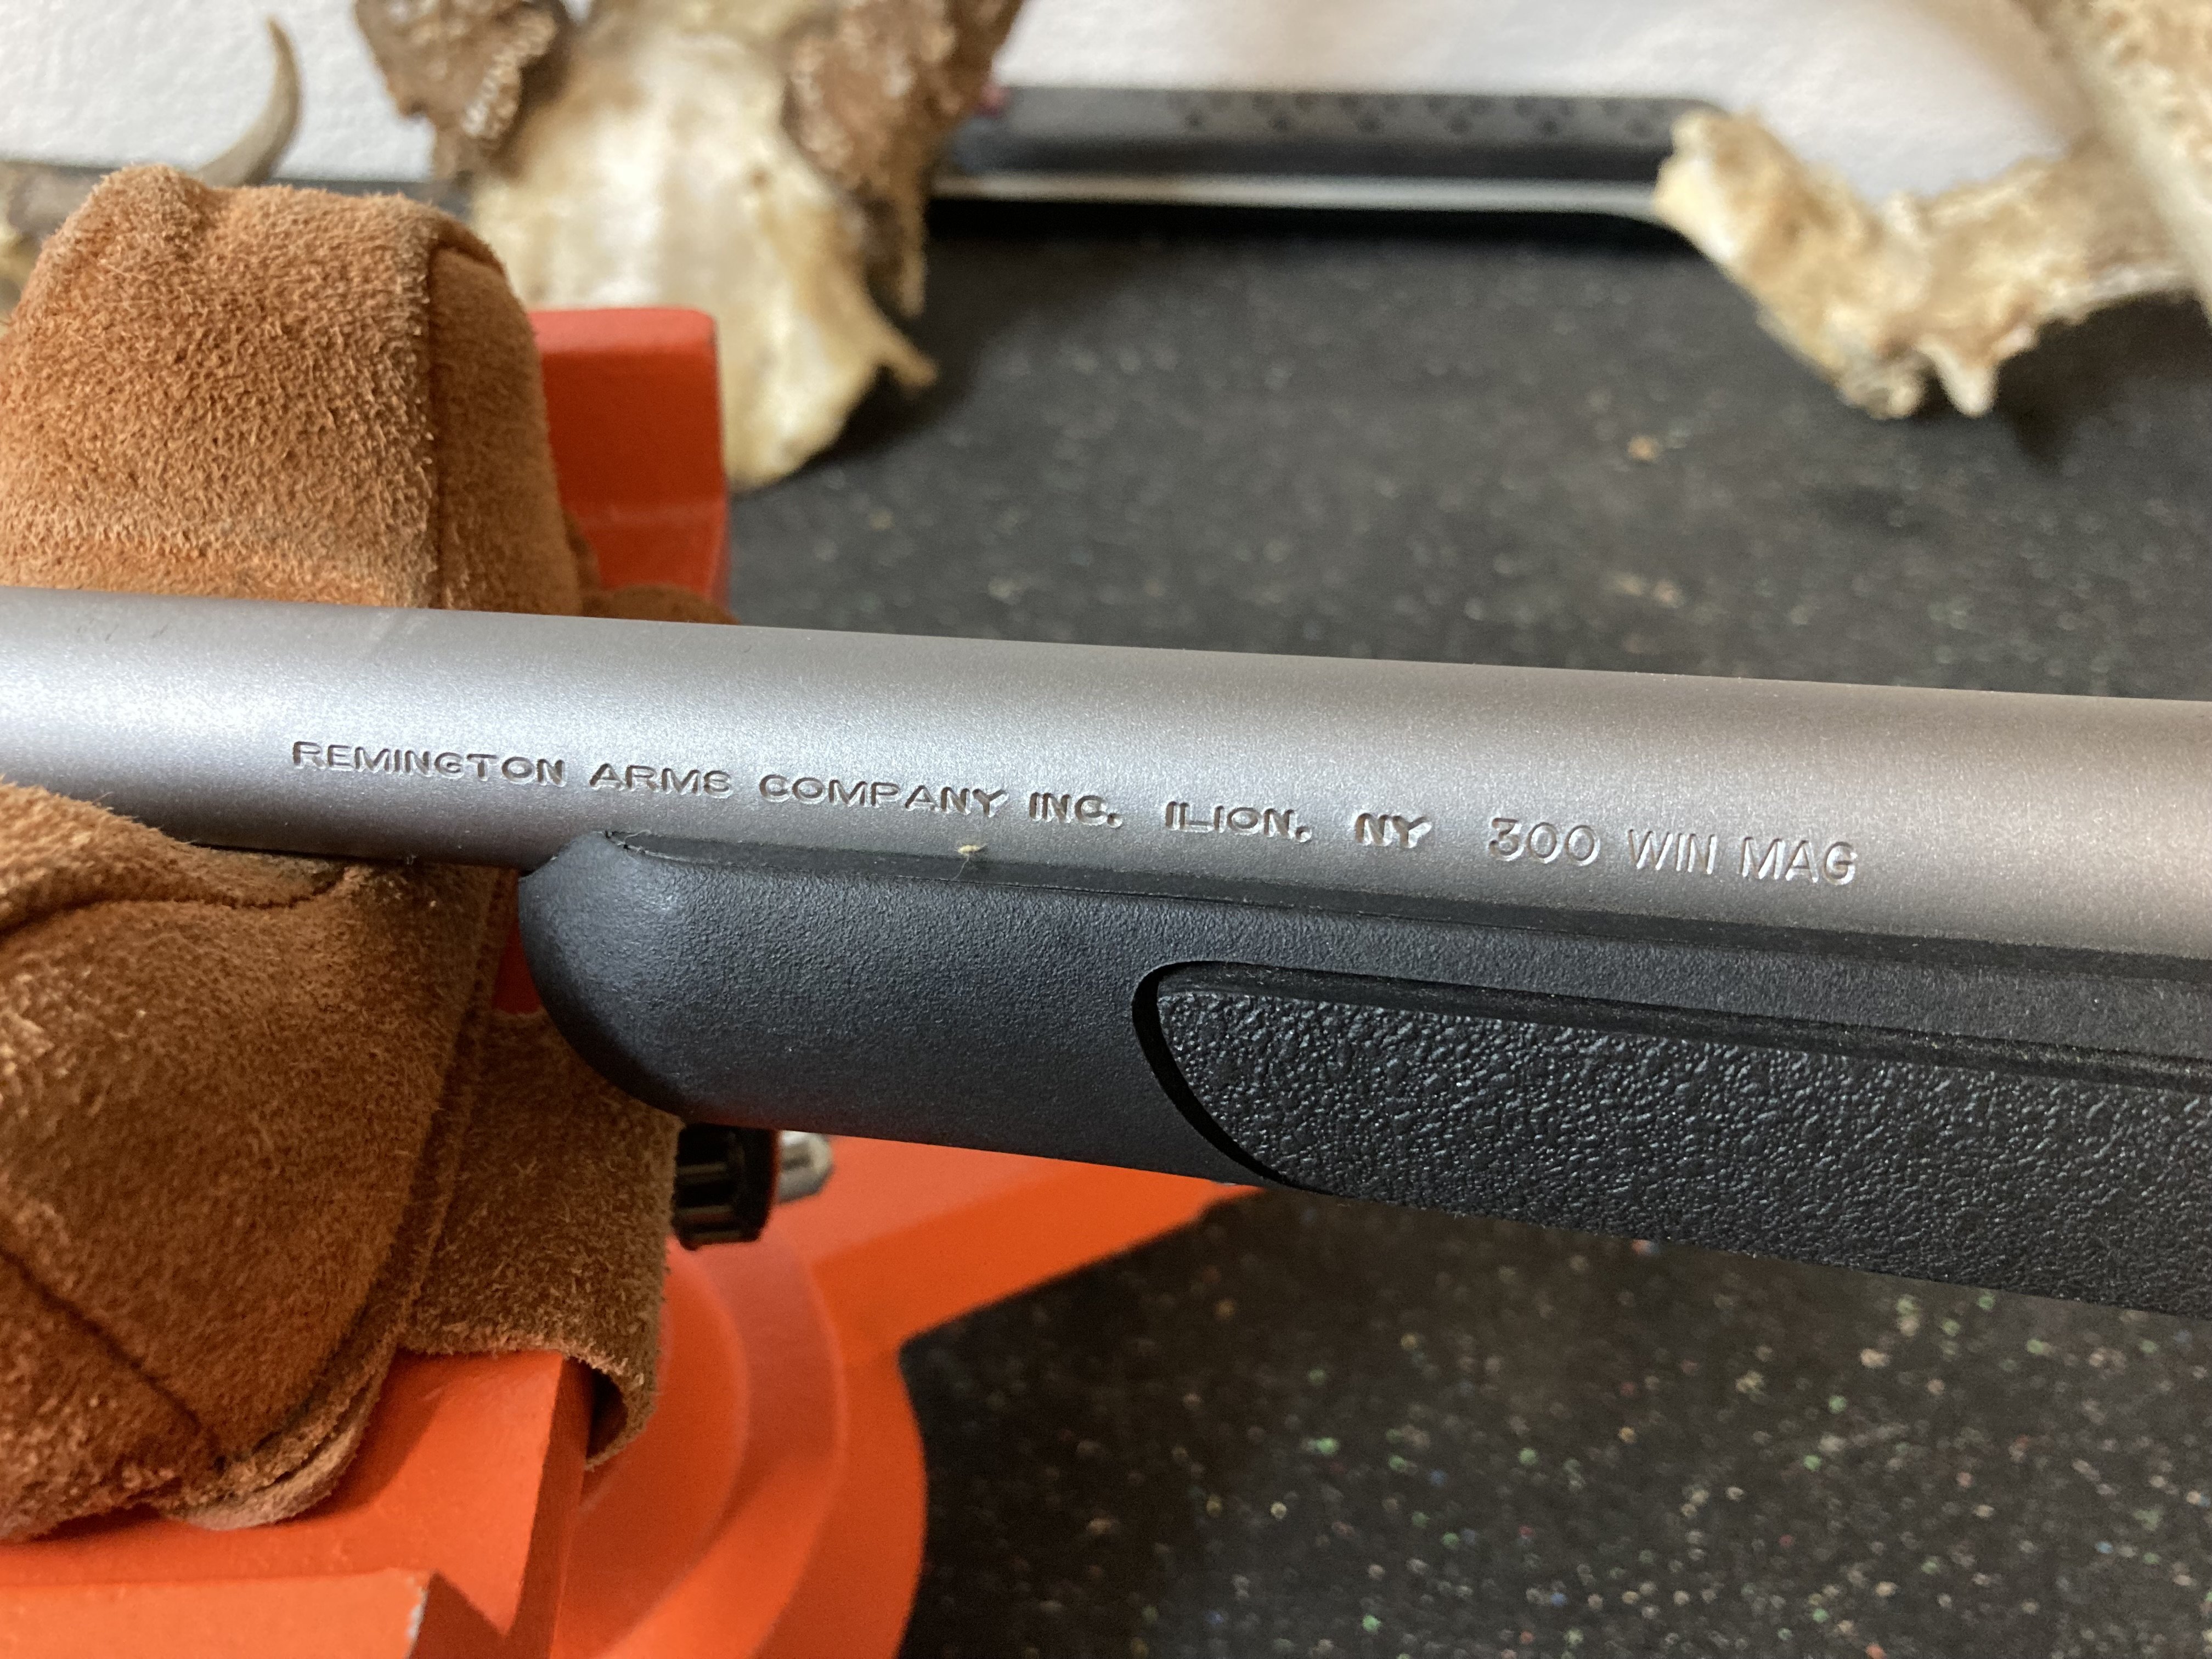 REMINGTON ARMS COMPANY INC. ILION, NY 300 WIN MAG